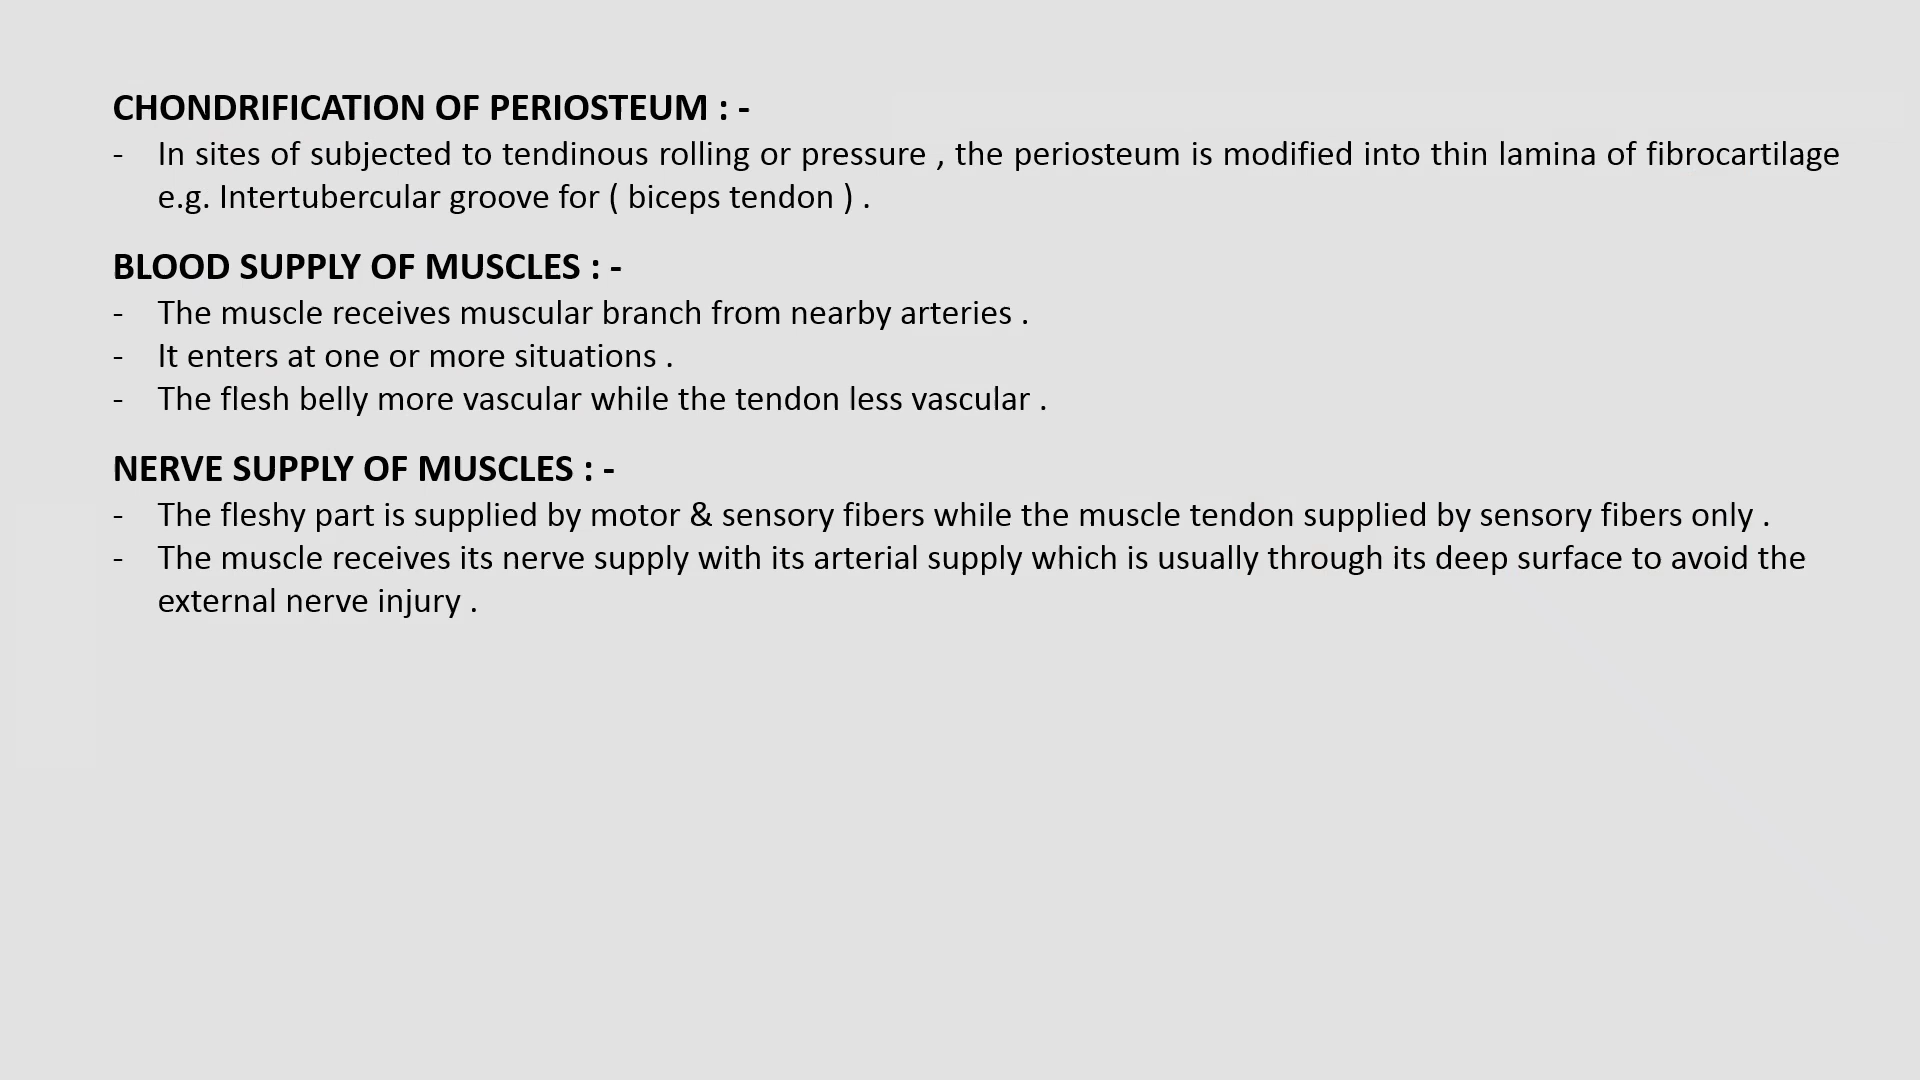 CHONDRIFICATION OF PERIOSTEUM : -
- In sites of subjected to tendinous rolling or pressure , the periosteum is modified into thin lamina of fibrocartilage
e.g. Intertubercular groove for ( biceps tendon ) .
BLOOD SUPPLY OF MUSCLES : -
- The muscle receives muscular branch from nearby arteries .
- It enters at one or more situations .
- The flesh belly more vascular while the tendon less vascular .
NERVE SUPPLY OF MUSCLES : -
- The fleshy part is supplied by motor & sensory fibers while the muscle tendon supplied by sensory fibers only .
- The muscle receives its nerve supply with its arterial supply which is usually through its deep surface to avoid the
external nerve injury .